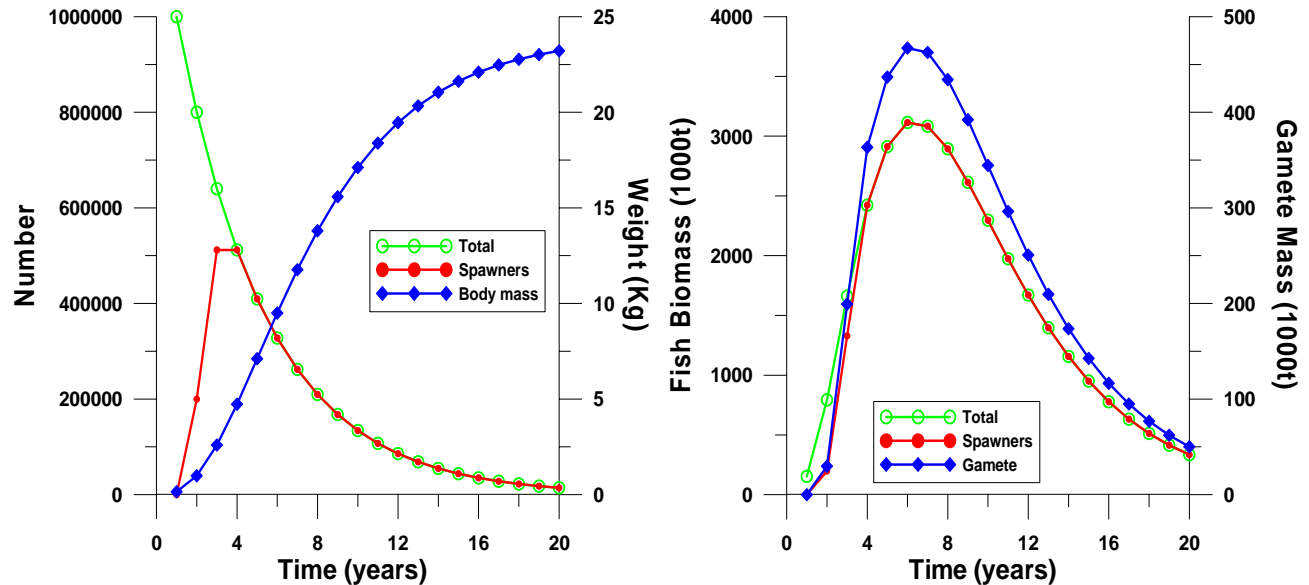 1000000
800000
600000
400000
200000
0
Number
25
20
15
10
5
0
Weight (Kg)
Total
Spawners
Body mass
0 4 8 12 16 20
Time (years)
4000
3000
2000
1000
0
Fish Biomass (1000t)
500
400
300
200
100
0
Gamete Mass (1000t)
Total
Spawners
Gamete
0 4 8 12 16 20
Time (years)